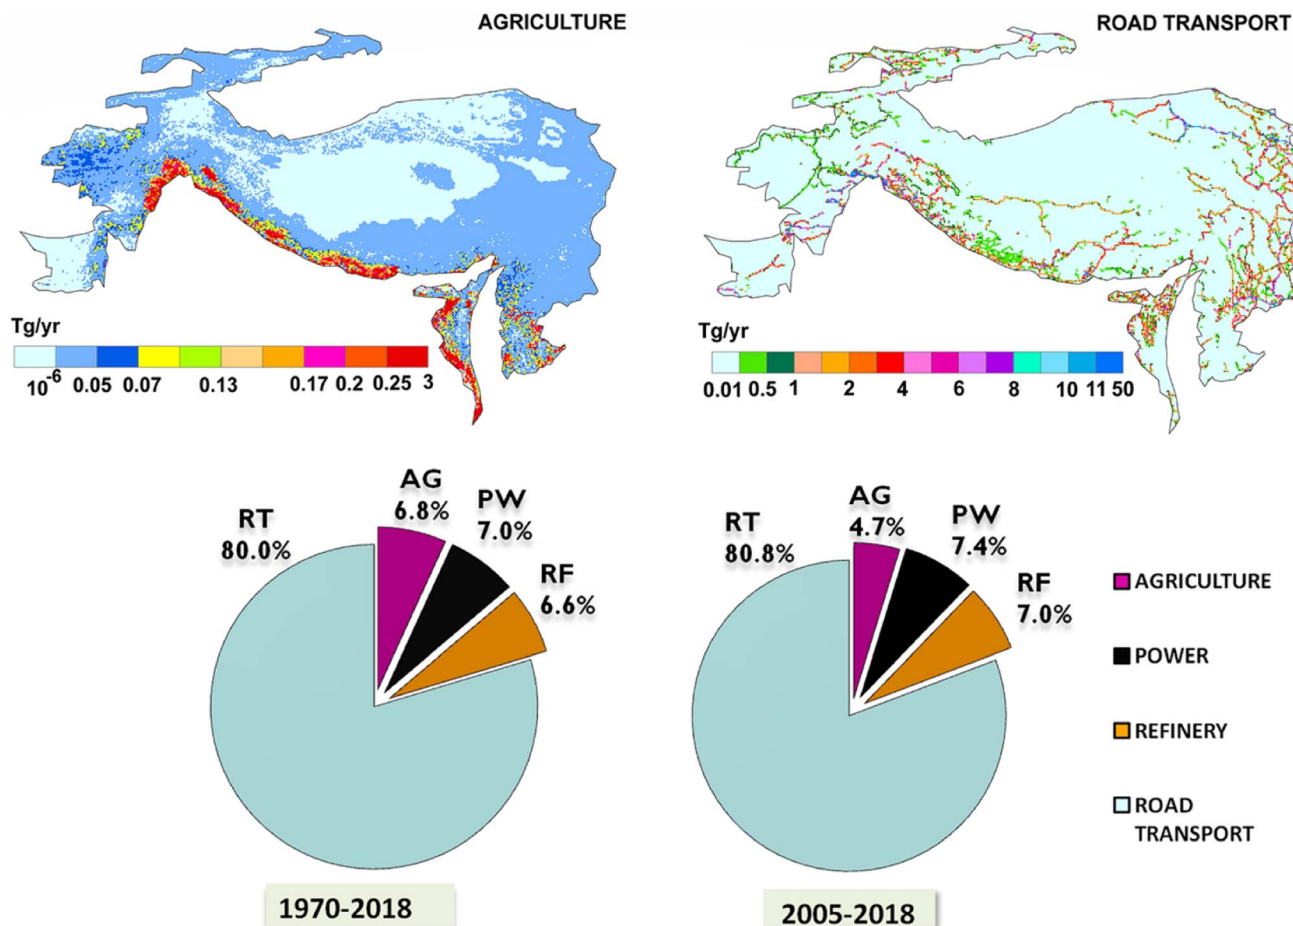 AGRICULTURE
ROAD TRANSPORT
Tg/yr
10-6 0.05 0.07 0.13 0.17 0.2 0.25 3
Tg/yr
0.01 0.5 1 2 4 6 8 10 11 50
AG
6.8%
PW
7.0%
RT
80.0%
RF
6.6%
1970-2018
AG
4.7%
PW
7.4%
RT
80.8%
RF
7.0%
2005-2018
AGRICULTURE
POWER
REFINERY
ROAD
TRANSPORT